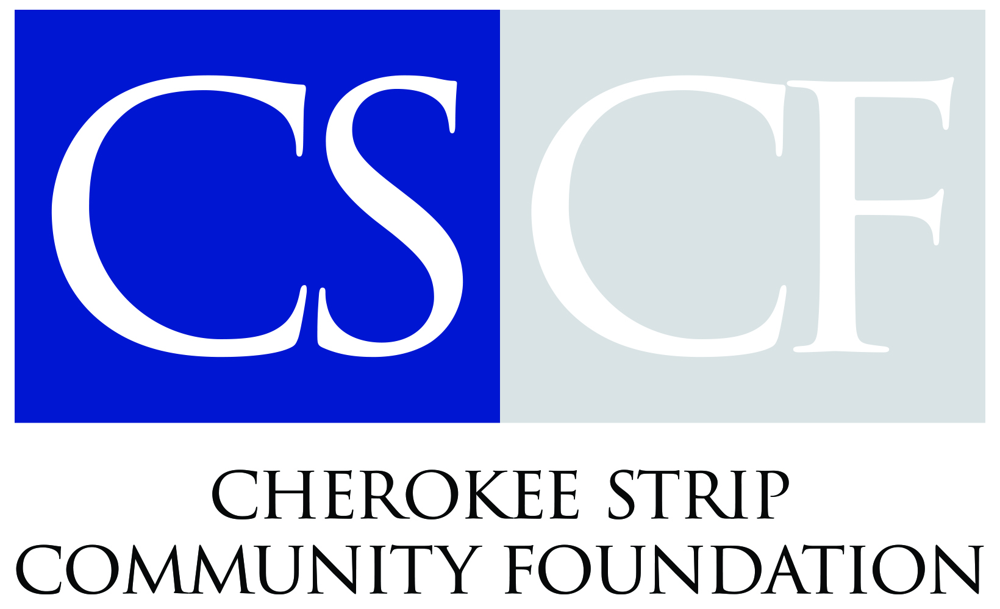 CSCF
CHEROKEE STRIP
COMMUNITY FOUNDATION